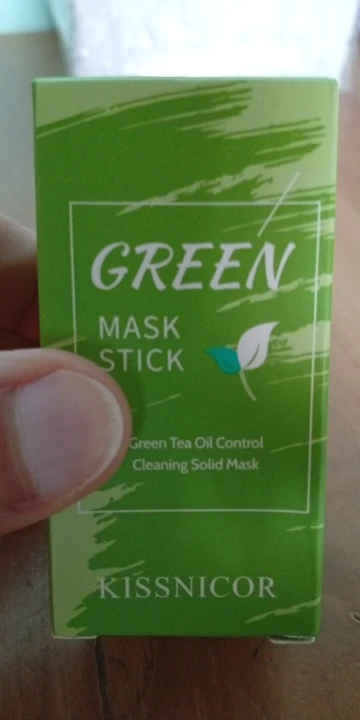 GREEN
MASK
STICK
Green Tea Oil Control
Cleaning Solid Mask
KISSNICOR